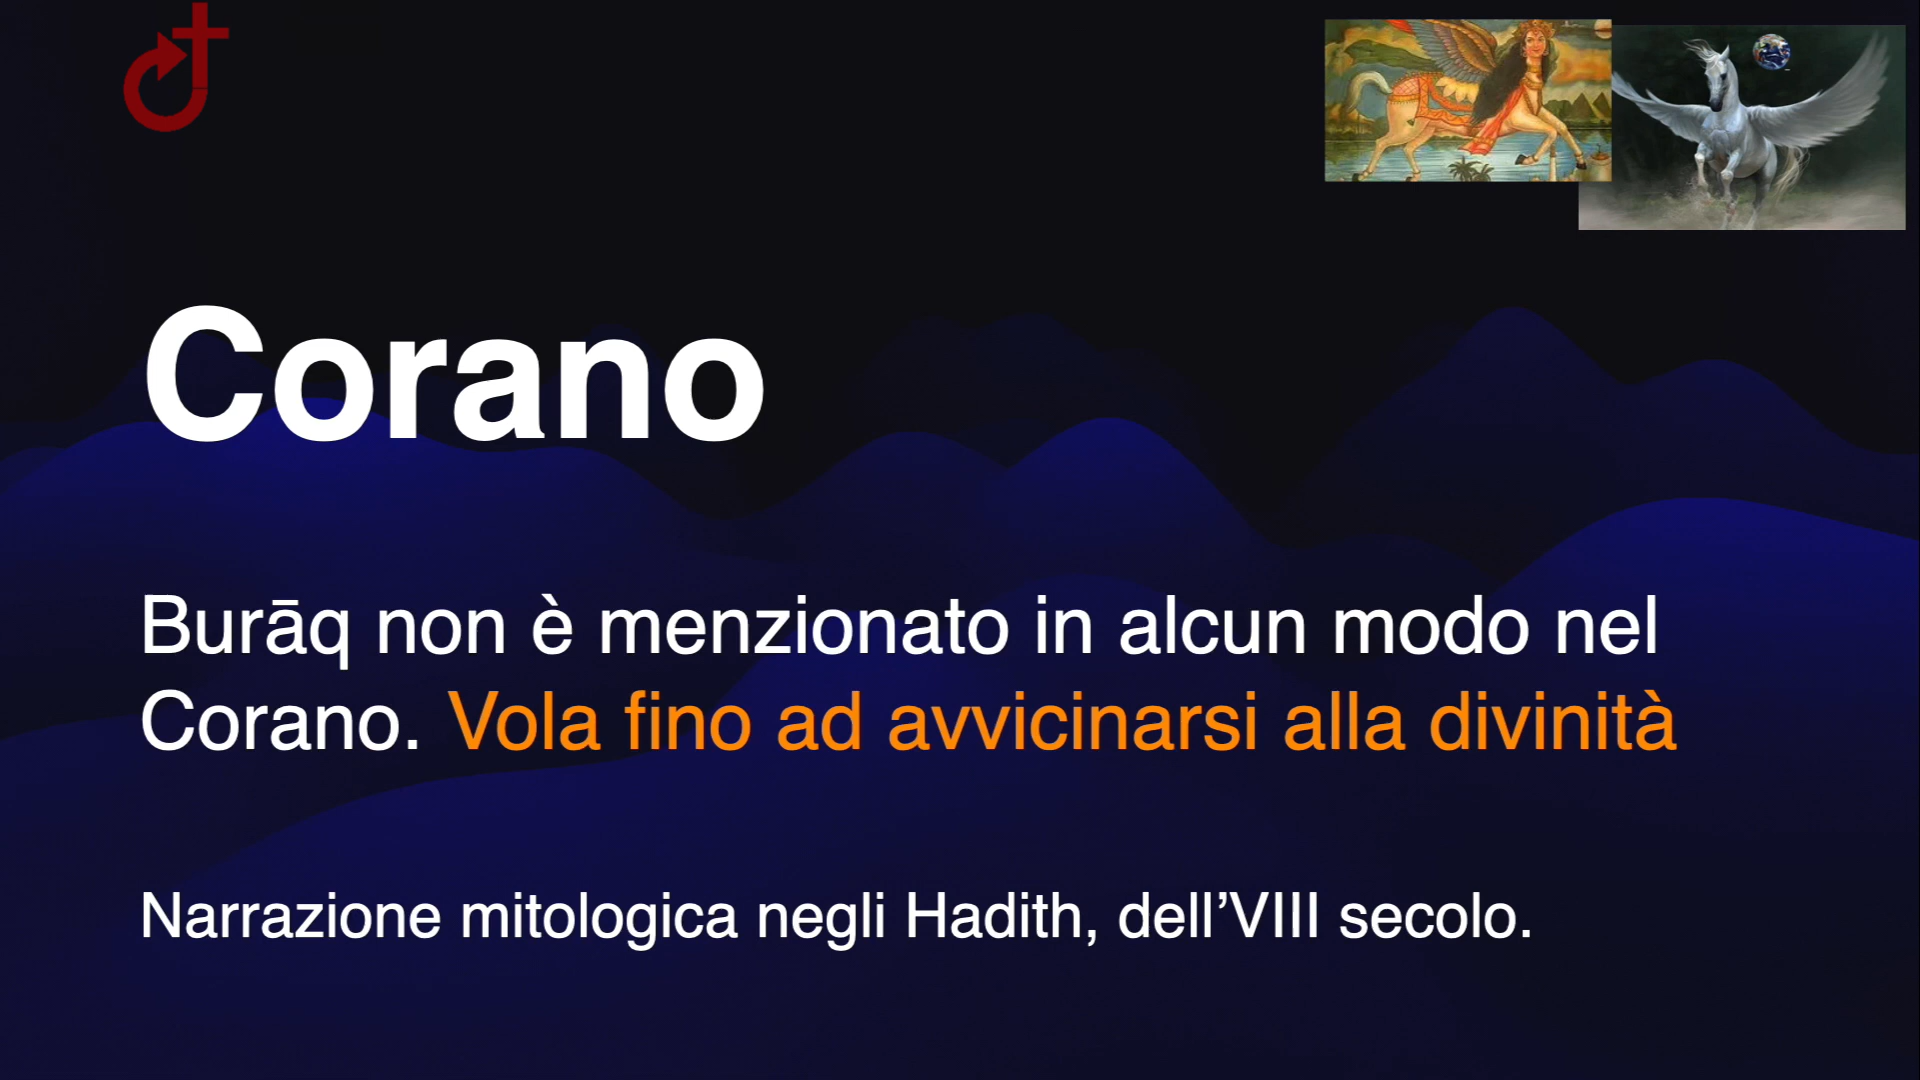 Corano
Burāq non è menzionato in alcun modo nel
Corano. Vola fino ad avvicinarsi alla divinità
Narrazione mitologica negli Hadith, dell’VIII secolo.